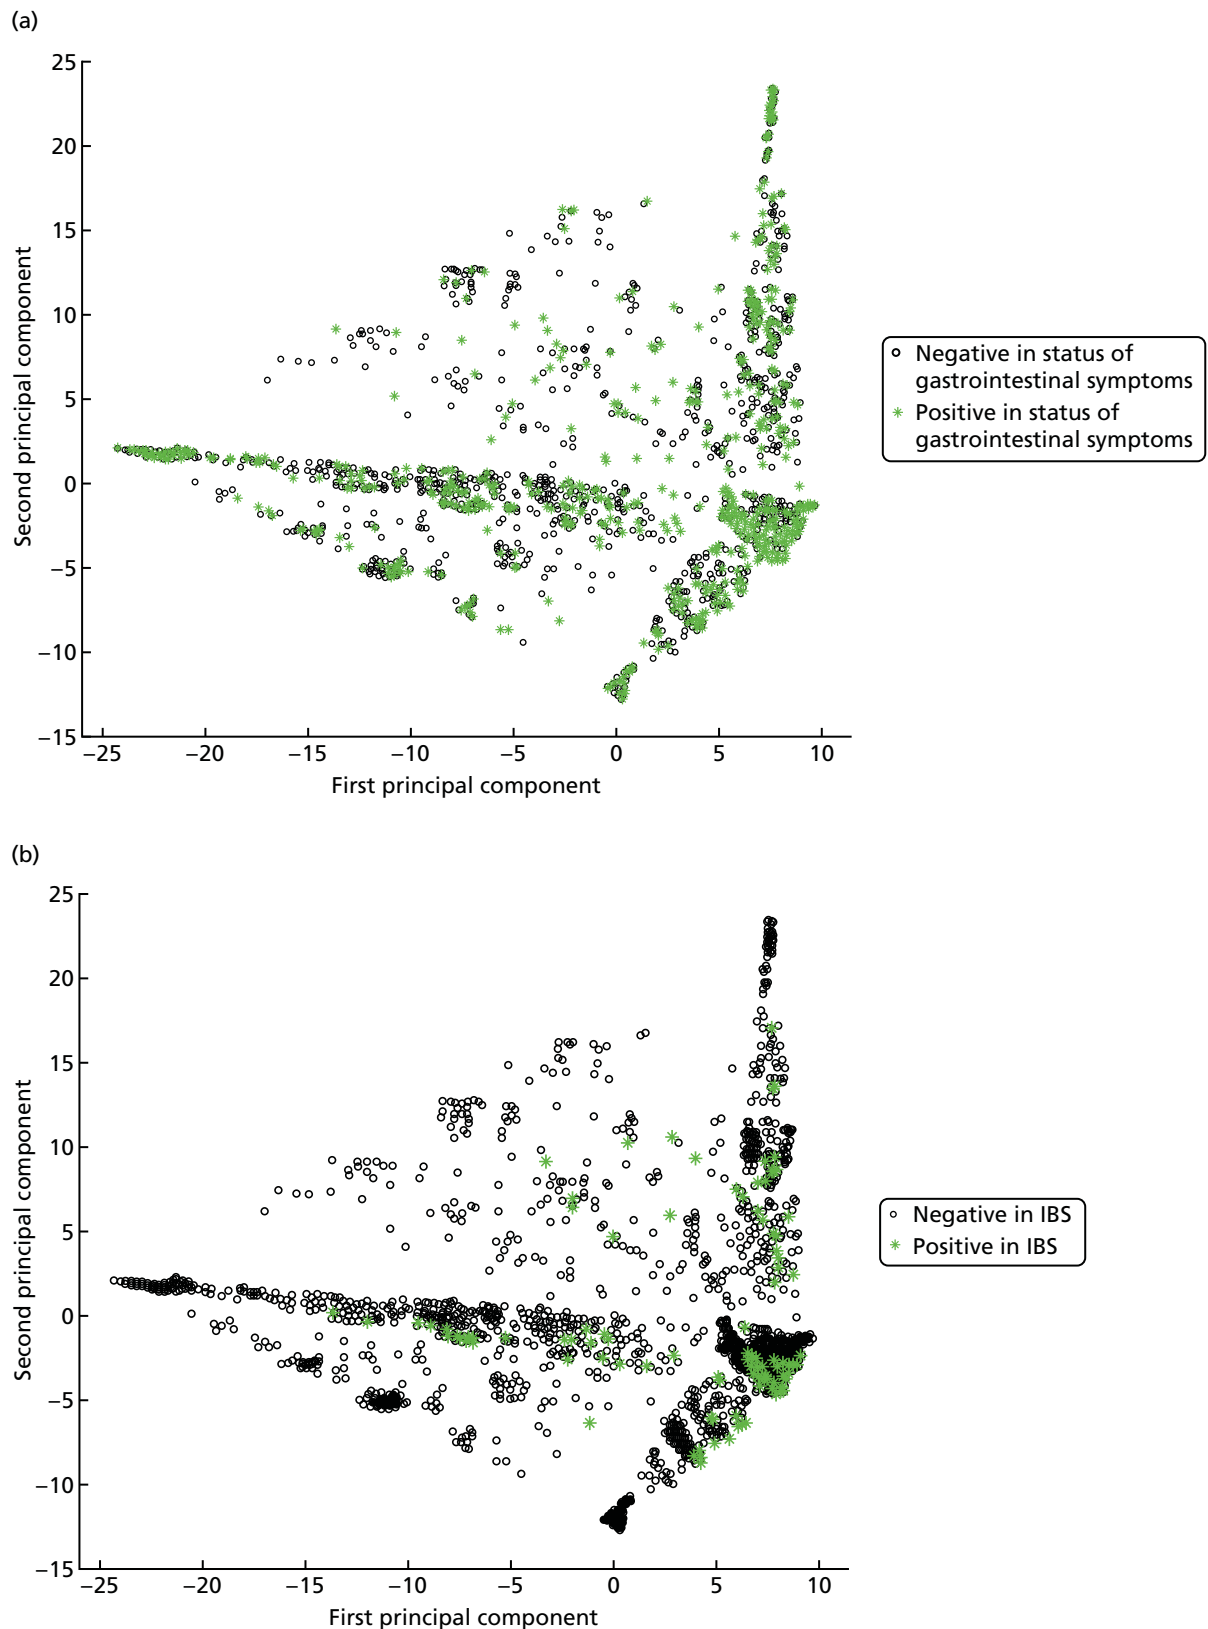 (a)
25
20
15
10
5
0
−5
−10
−15
Second principal component
−25
−20
−15
−10
−5
0
5
10
First principal component
Negative in status of
gastrointestinal symptoms
Positive in status of
gastrointestinal symptoms
(b)
25
20
15
10
5
0
−5
−10
−15
Second principal component
−25
−20
−15
−10
−5
0
5
10
First principal component
Negative in IBS
Positive in IBS